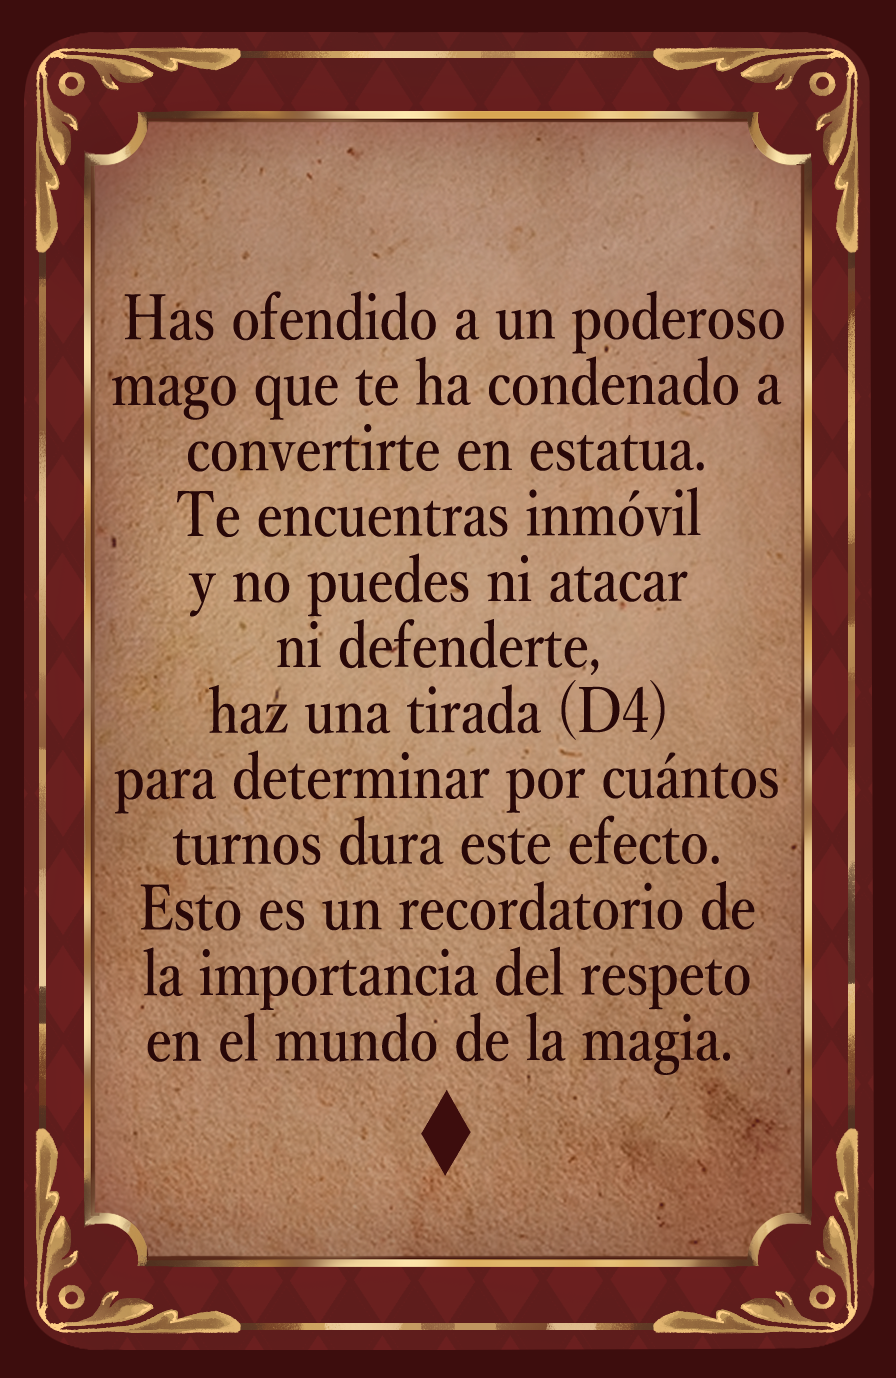 Has ofendido a un poderoso
mago que te ha condenado a
convertirte en estatua.
Te encuentras inmóvil
y no puedes ni atacar
ni defenderte,
haz una tirada (D4)
para determinar por cuántos
turnos dura este efecto.
Esto es un recordatorio de
la importancia del respeto
en el mundo de la magia.